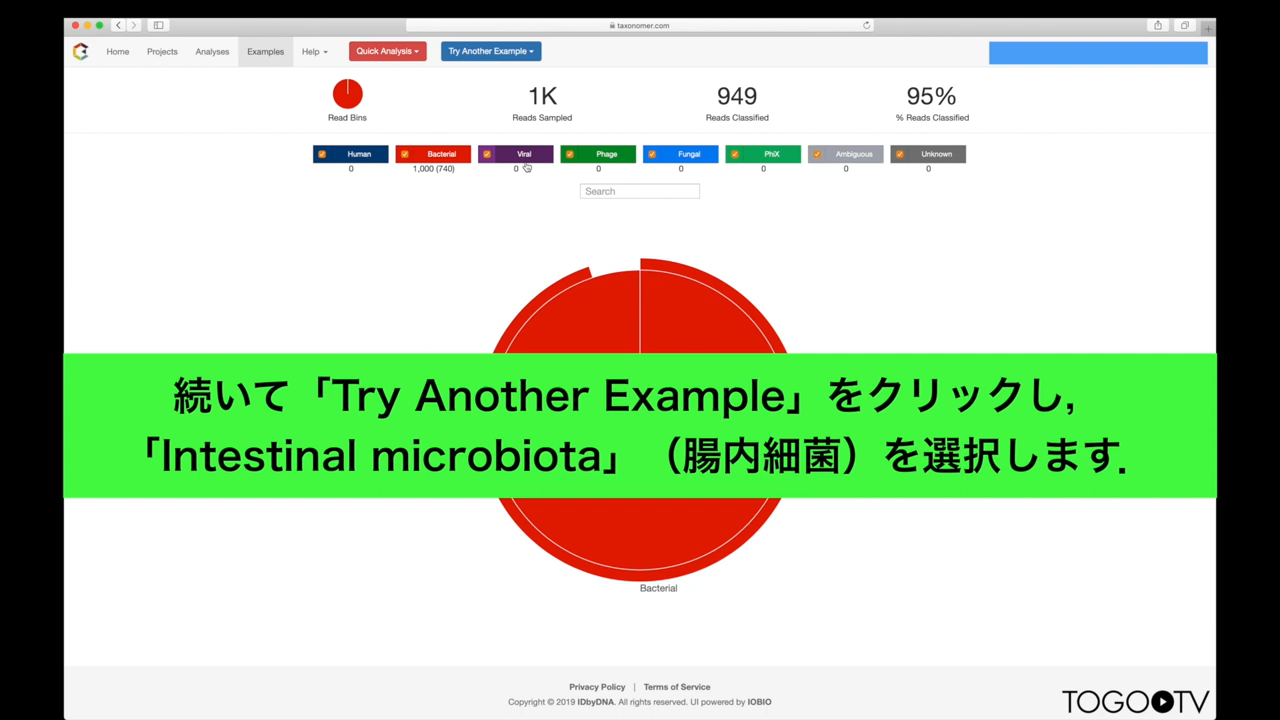 taxonomer.com
Home Projects Analyses Examples Help Quick Analysis Try Another Example
1K 949 95%
Read Bins Reads Sampled Reads Classified % Reads Classified
Human Bacterial Viral Phage Fungal PhiX Ambiguous Unknown
0 1,000 (740) 0 0 0 0 0 0
Search
続いて「Try Another Example」をクリックし,
「Intestinal microbiota」（腸内細菌）を選択します.
Bacterial
Privacy Policy | Terms of Service
Copyright © 2019 IDbyDNA. All rights reserved. UI powered by IOBIO
TOGOTV